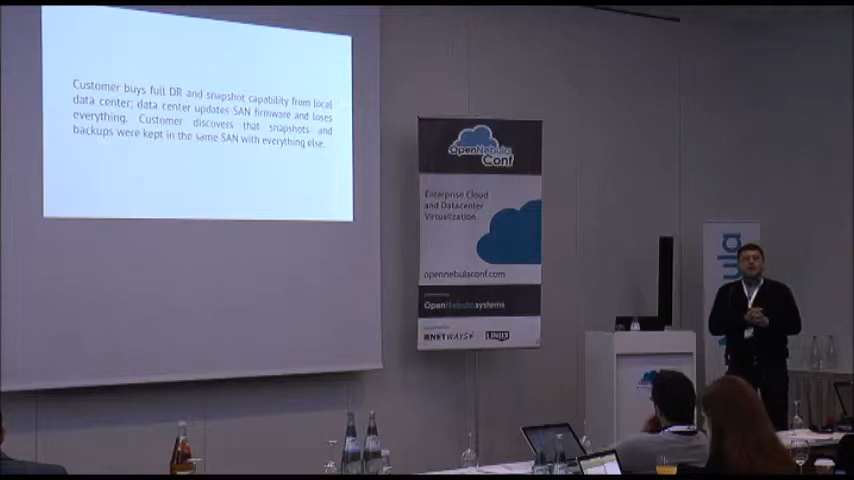 Customer buys full DR and snapshot capability from local
data center; data center updates SAN firmware and loses
everything. Customer discovers that snapshots and
backups were kept in the same SAN with everything else.
OpenNebula
Conf
Enterprise Cloud
and Datacenter
Virtualization
opennebulaconf.com
OpenNebula.systems
NETWAYS
LINUX
ula